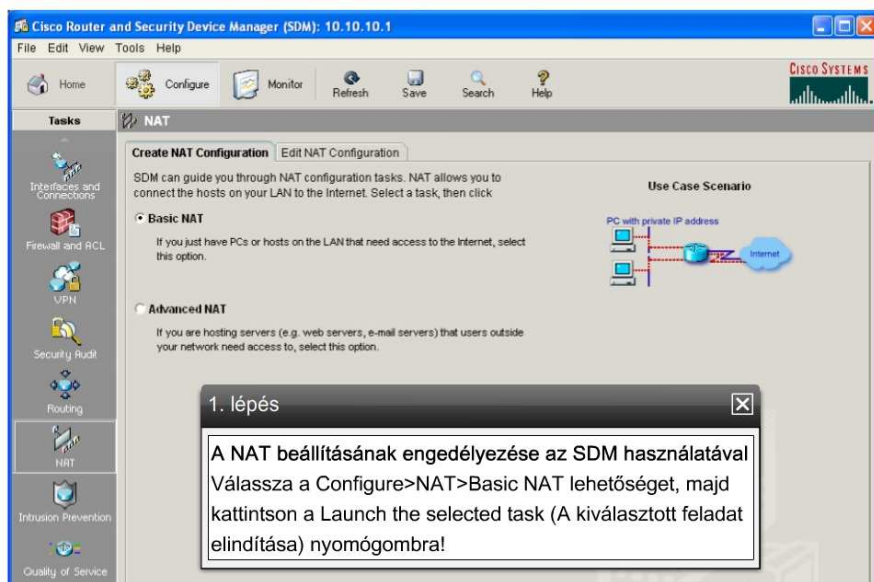 Cisco Router and Security Device Manager (SDM): 10.10.10.1
File Edit View Tools Help
Home Configure Monitor Refresh Save Search Help
CISCO SYSTEMS
Tasks
NAT
Create NAT Configuration Edit NAT Configuration
SDM can guide you through NAT configuration tasks. NAT allows you to
connect the hosts on your LAN to the Internet. Select a task, then click
Use Case Scenario
Basic NAT
If you just have PCs or hosts on the LAN that need access to the Internet, select
this option.
PC with private IP address
Internet
Advanced NAT
If you are hosting servers (e.g. web servers, e-mail servers) that users outside
your network need access to, select this option.
Interfaces and
Connections
Firewall and ACL
VPN
Security Audit
Routing
NAT
Intrusion Prevention
Quality of Service
1. lépés
A NAT beállításának engedélyezése az SDM használatával
Válassza a Configure>NAT>Basic NAT lehetőséget, majd
kattintson a Launch the selected task (A kiválasztott feladat
elindítása) nyomógombra!